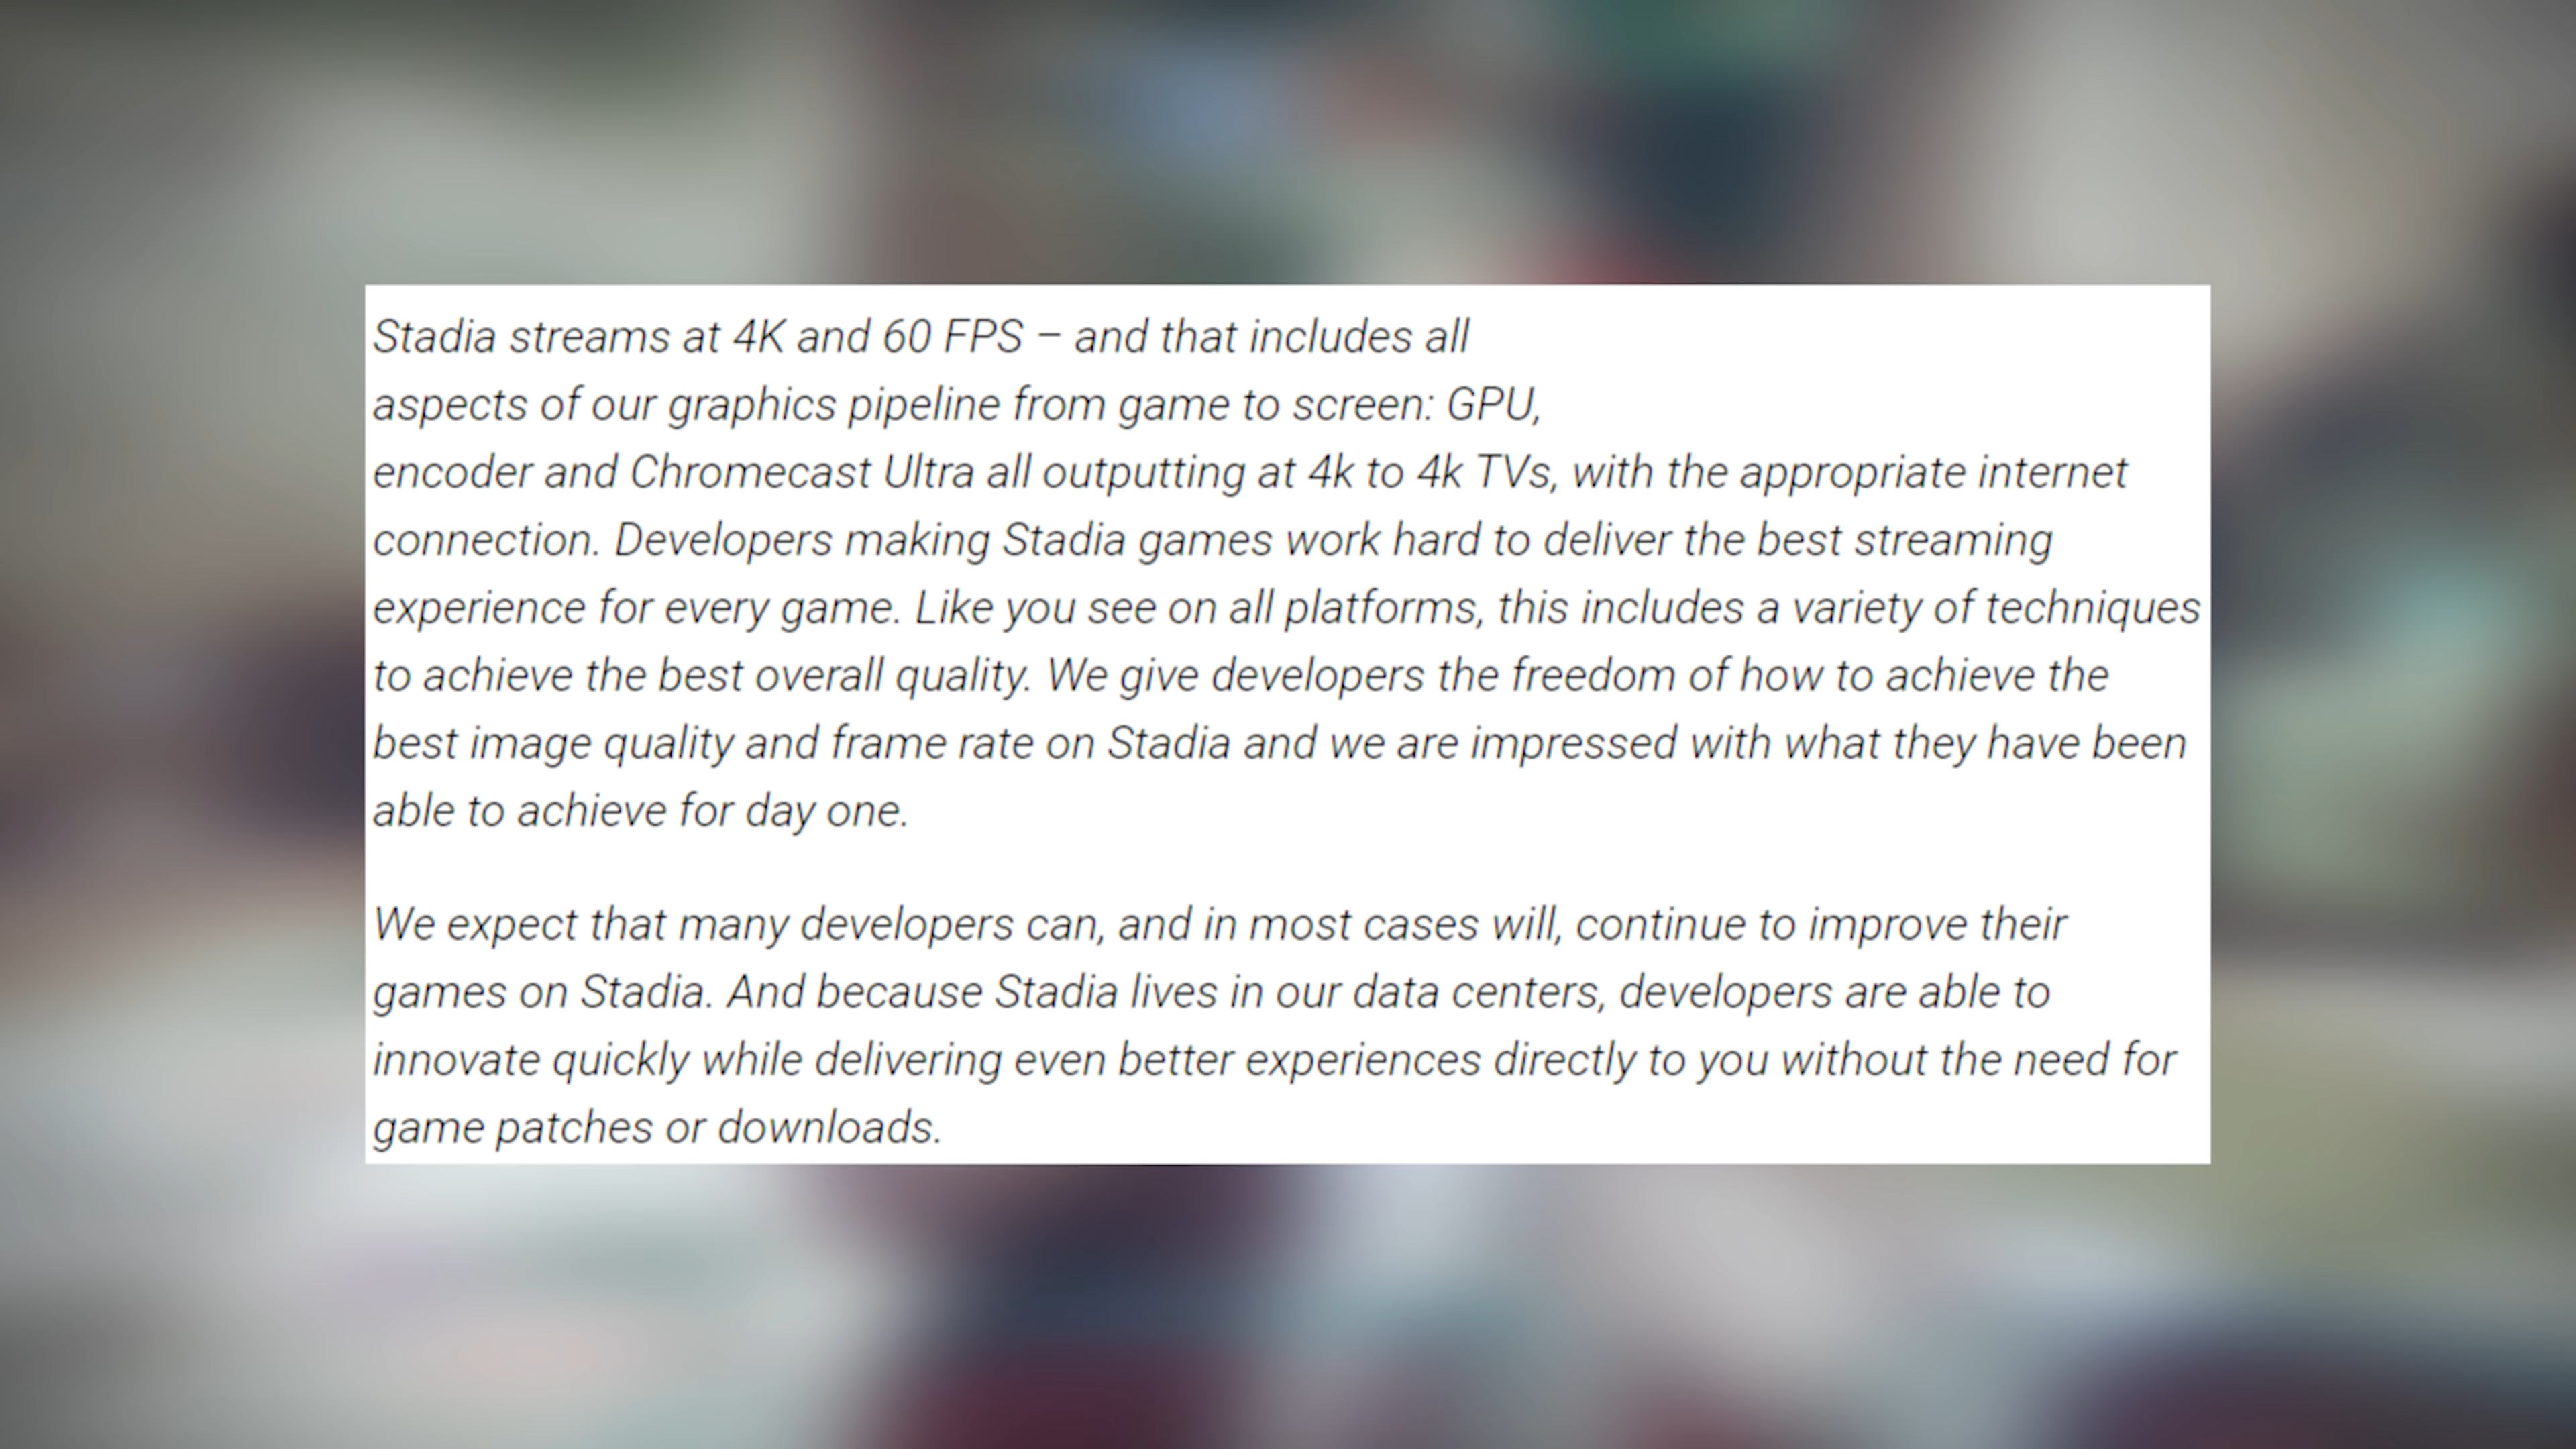 Stadia streams at 4K and 60 FPS – and that includes all
aspects of our graphics pipeline from game to screen: GPU,
encoder and Chromecast Ultra all outputting at 4k to 4k TVs, with the appropriate internet
connection. Developers making Stadia games work hard to deliver the best streaming
experience for every game. Like you see on all platforms, this includes a variety of techniques
to achieve the best overall quality. We give developers the freedom of how to achieve the
best image quality and frame rate on Stadia and we are impressed with what they have been
able to achieve for day one.
We expect that many developers can, and in most cases will, continue to improve their
games on Stadia. And because Stadia lives in our data centers, developers are able to
innovate quickly while delivering even better experiences directly to you without the need for
game patches or downloads.